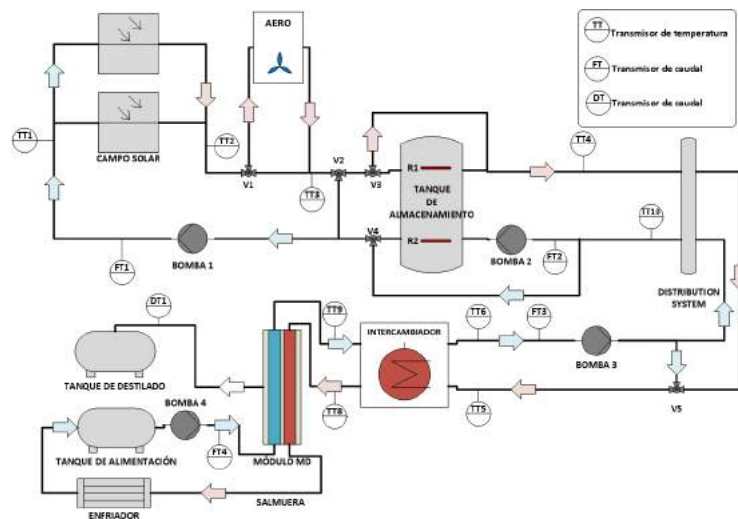 AERO
TT
Transmisor de temperatura
FT
Transmisor de caudal
DT
Transmisor de caudal
TT1
CAMPO SOLAR
TT2
V1
TT3
V2
V3
R1
TANQUE
DE
ALMACENAMIENTO
R2
V4
TT4
TT10
FT1
BOMBA 1
BOMBA 2
FT2
DISTRIBUTION
SYSTEM
DT1
TANQUE DE DESTILADO
TT9
INTERCAMBIADOR
TT6
FT3
BOMBA 3
TT8
TT5
V5
BOMBA 4
FT4
TANQUE DE ALIMENTACIÓN
MÓDULO MD
SALMUERA
ENFRIADOR